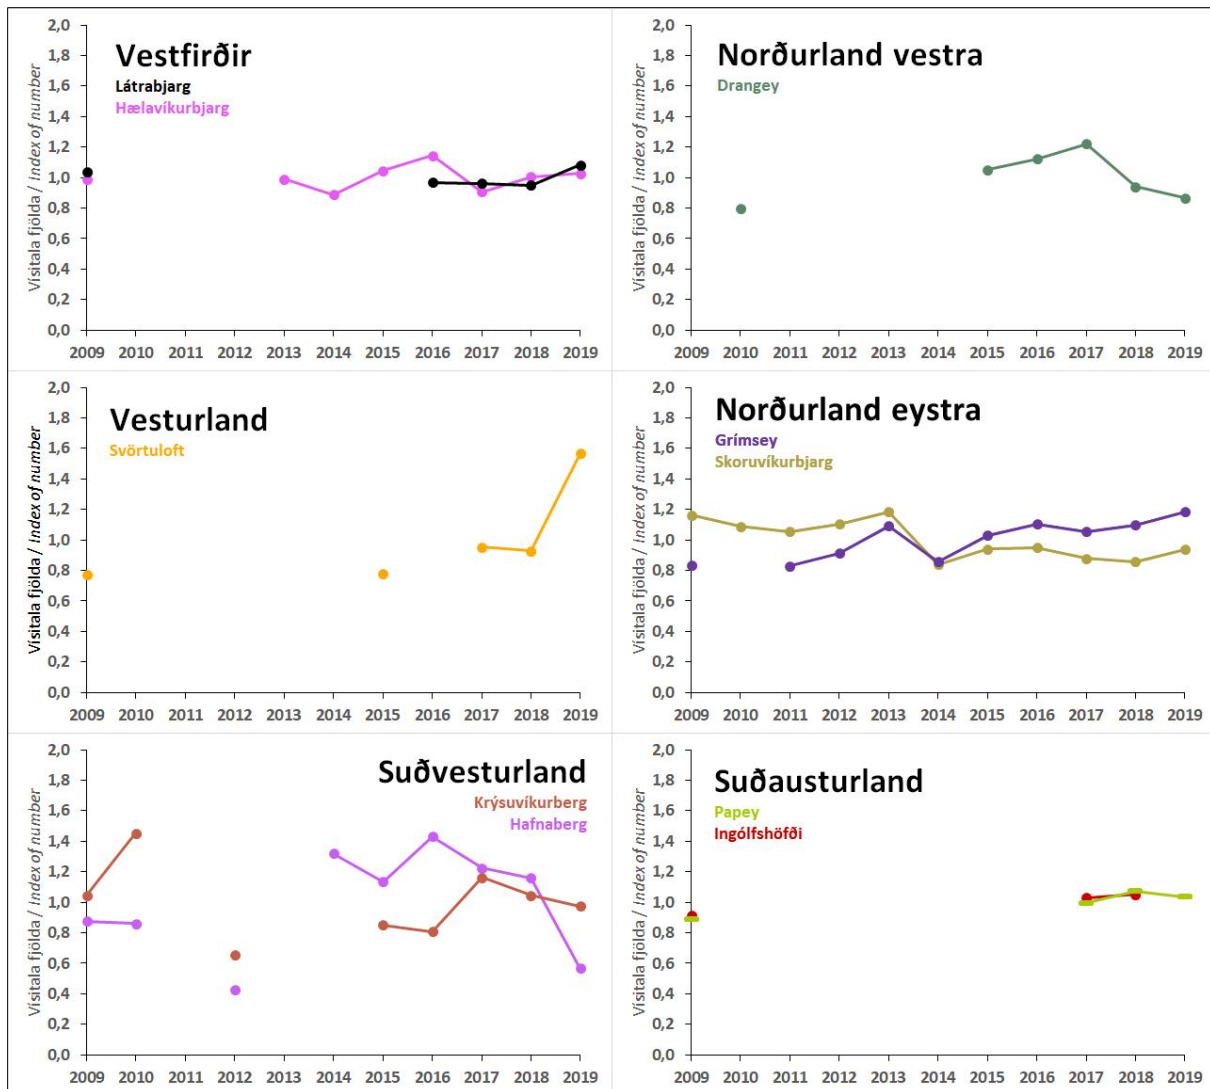 Vestfirðir
Látrabjarg
Hælavíkurbjarg
Vísitala fjölda / Index of number
2,0
1,8
1,6
1,4
1,2
1,0
0,8
0,6
0,4
0,2
0,0
2009 2010 2011 2012 2013 2014 2015 2016 2017 2018 2019
Norðurland vestra
Drangey
Vísitala fjölda / Index of number
2,0
1,8
1,6
1,4
1,2
1,0
0,8
0,6
0,4
0,2
0,0
2009 2010 2011 2012 2013 2014 2015 2016 2017 2018 2019
Vesturland
Svörtuloft
Vísitala fjölda / Index of number
2,0
1,8
1,6
1,4
1,2
1,0
0,8
0,6
0,4
0,2
0,0
2009 2010 2011 2012 2013 2014 2015 2016 2017 2018 2019
Norðurland eystra
Grímsey
Skoruvíkurbjarg
Vísitala fjölda / Index of number
2,0
1,8
1,6
1,4
1,2
1,0
0,8
0,6
0,4
0,2
0,0
2009 2010 2011 2012 2013 2014 2015 2016 2017 2018 2019
Suðvesturland
Krýsuvíkurberg
Hafnaberg
Vísitala fjölda / Index of number
2,0
1,8
1,6
1,4
1,2
1,0
0,8
0,6
0,4
0,2
0,0
2009 2010 2011 2012 2013 2014 2015 2016 2017 2018 2019
Suðausturland
Papey
Ingólfshöfði
Vísitala fjölda / Index of number
2,0
1,8
1,6
1,4
1,2
1,0
0,8
0,6
0,4
0,2
0,0
2009 2010 2011 2012 2013 2014 2015 2016 2017 2018 2019